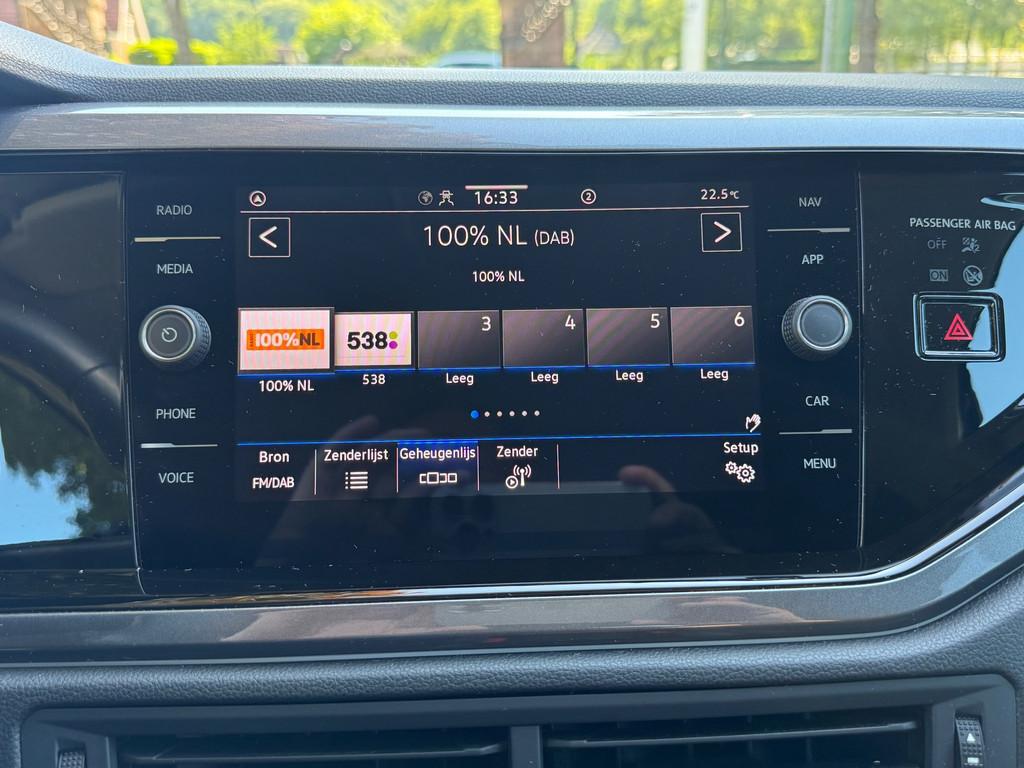 RADIO
MEDIA
PHONE
VOICE
16:33
2
22.5°C
< 100% NL (DAB) >
100% NL
100%NL 538 3 4 5 6
100% NL 538 Leeg Leeg Leeg Leeg
Bron Zenderlijst Geheugenlijs Zender Setup
FM/DAB
NAV
APP
CAR
MENU
PASSENGER AIR BAG
OFF
ON